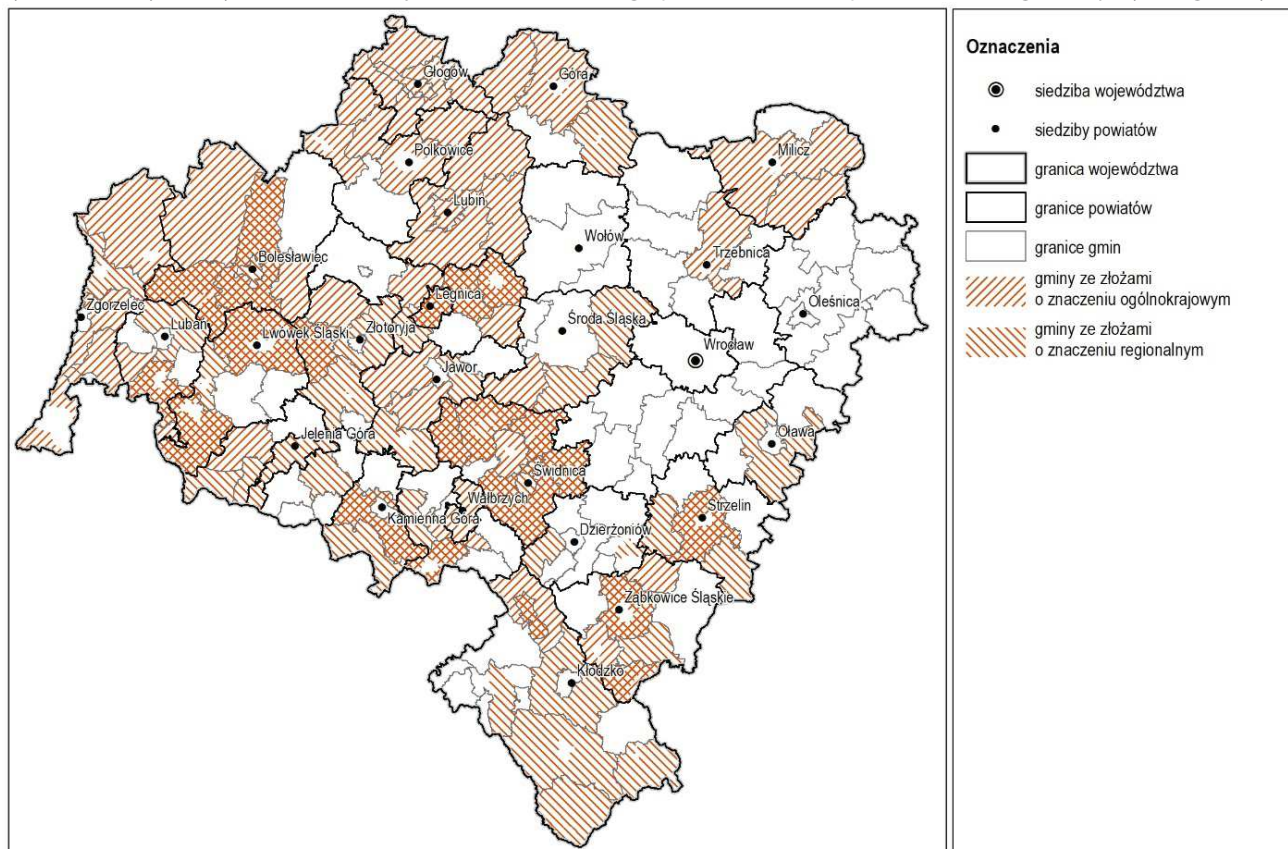 Głogów
Góra
Polkowice
Milicz
Lubin
Wołów
Trzebnica
Bolesławiec
Legnica
Oleśnica
Zgorzelec
Lubań
Lwówek Śląski
Złotoryja
Środa Śląska
Wrocław
Jawor
Jelenia Góra
Oława
Świdnica
Wałbrzych
Kamienna Góra
Strzelin
Dzierżoniów
Ząbkowice Śląskie
Kłodzko
Oznaczenia
siedziba województwa
siedziby powiatów
granica województwa
granice powiatów
granice gmin
gminy ze złożami
o znaczeniu ogólnokrajowym
gminy ze złożami
o znaczeniu regionalnym